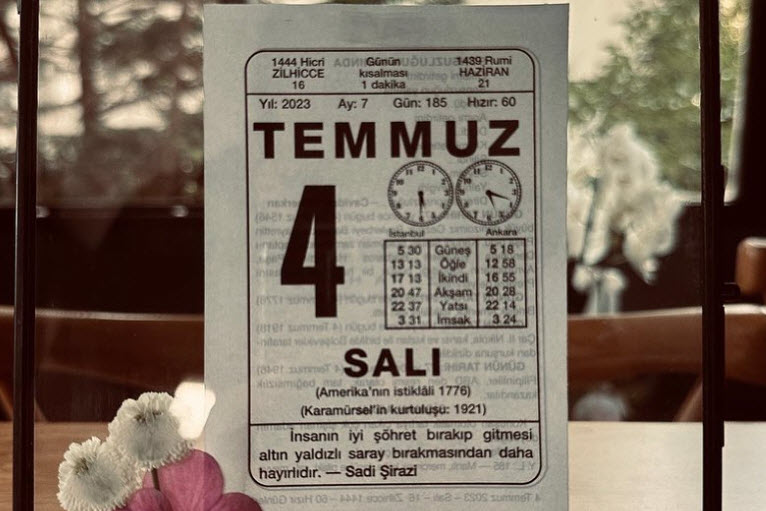 1444 Hicri Günün 1439 Rumi
ZİLHİCCE kısalması HAZİRAN
16 1 dakika 21
Yıl: 2023 Ay: 7 Gün: 185 Hızır: 60
TEMMUZ
4
İstanbul Ankara
5 30 Güneş 5 18
13 13 Öğle 12 58
17 13 İkindi 16 55
20 47 Akşam 20 28
22 37 Yatsı 22 14
3 31 İmsak 3 24
SALI
(Amerika'nın istiklâli 1776)
(Karamürsel'in kurtuluşu: 1921)
İnsanın iyi şöhret bırakıp gitmesi
altın yaldızlı saray bırakmasından daha
hayırlıdır. — Sadi Şirazi